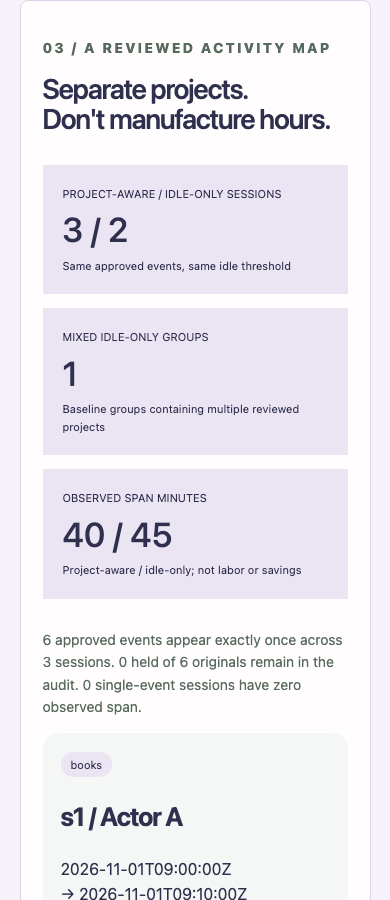 03 / A REVIEWED ACTIVITY MAP
Separate projects.
Don't manufacture hours.
PROJECT-AWARE / IDLE-ONLY SESSIONS
3 / 2
Same approved events, same idle threshold
MIXED IDLE-ONLY GROUPS
1
Baseline groups containing multiple reviewed
projects
OBSERVED SPAN MINUTES
40 / 45
Project-aware / idle-only; not labor or savings
6 approved events appear exactly once across
3 sessions. 0 held of 6 originals remain in the
audit. 0 single-event sessions have zero
observed span.
books
s1 / Actor A
2026-11-01T09:00:00Z
→ 2026-11-01T09:10:00Z